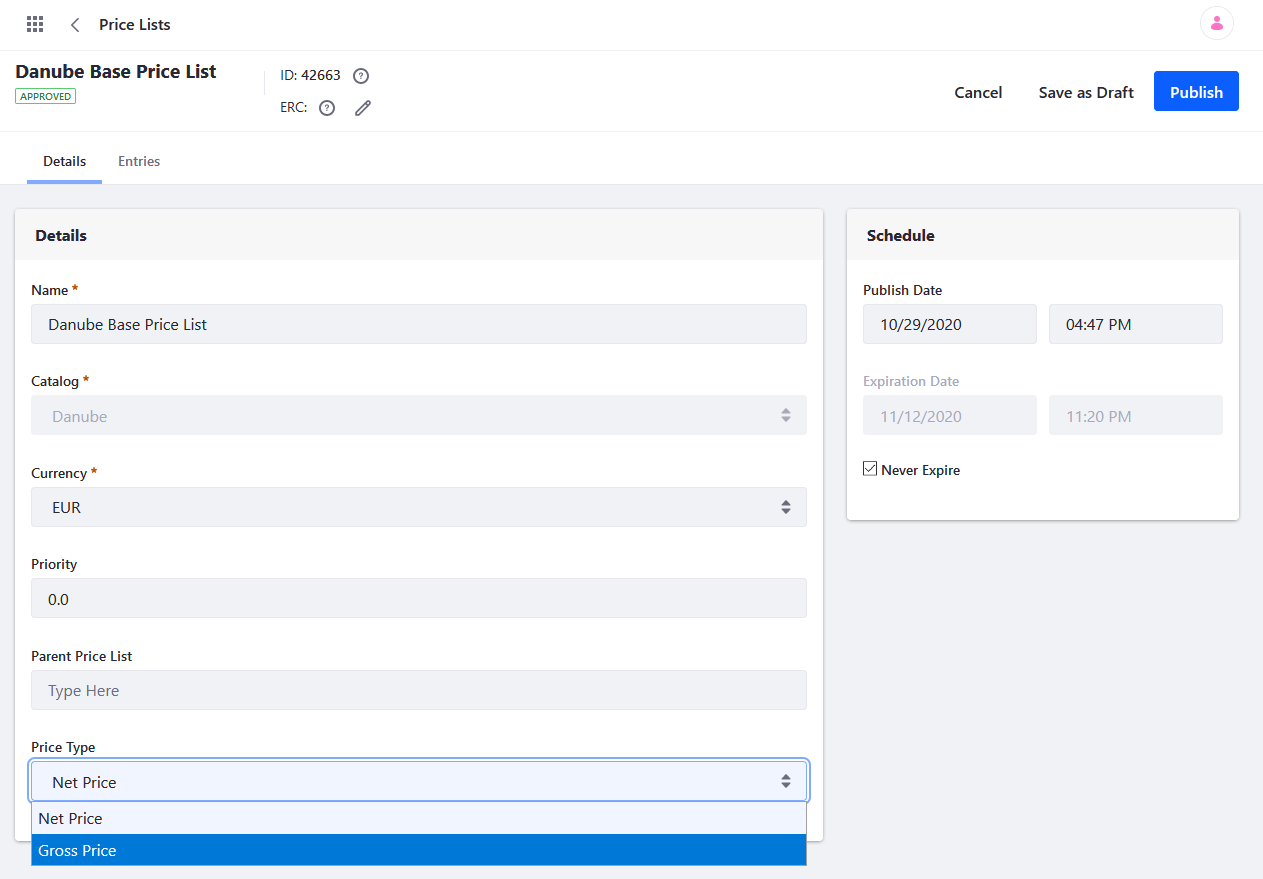 Price Lists
Danube Base Price List
APPROVED
ID: 42663 ?
ERC: ?
Cancel
Save as Draft
Publish
Details
Entries
Details
Name *
Danube Base Price List
Catalog *
Danube
Currency *
EUR
Priority
0.0
Parent Price List
Type Here
Price Type
Net Price
Net Price
Gross Price
Schedule
Publish Date
10/29/2020
04:47 PM
Expiration Date
11/12/2020
11:20 PM
Never Expire